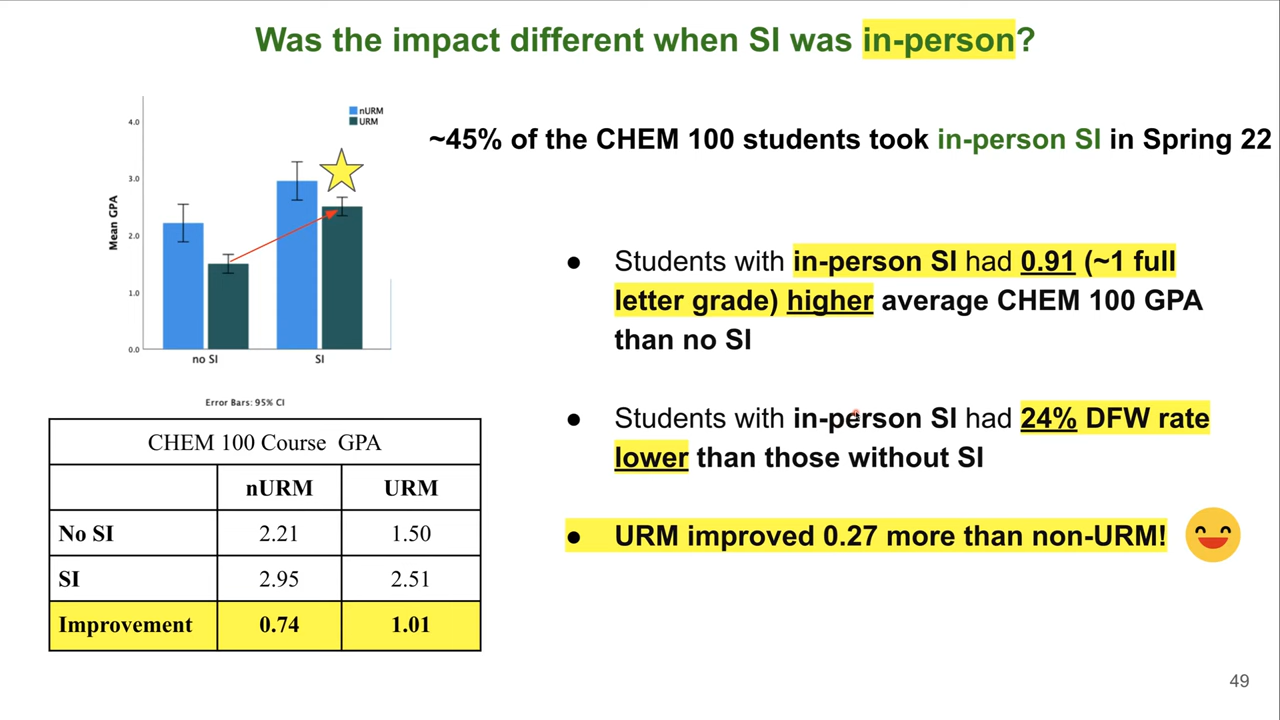 Was the impact different when SI was in-person?
nURM
URM
4.0
3.0
2.0
1.0
0.0
Mean GPA
no SI
SI
Error Bars: 95% CI
~45% of the CHEM 100 students took in-person SI in Spring 22
● Students with in-person SI had 0.91 (~1 full
letter grade) higher average CHEM 100 GPA
than no SI
● Students with in-person SI had 24% DFW rate
lower than those without SI
● URM improved 0.27 more than non-URM!
CHEM 100 Course GPA
nURM URM
No SI 2.21 1.50
SI 2.95 2.51
Improvement 0.74 1.01
49